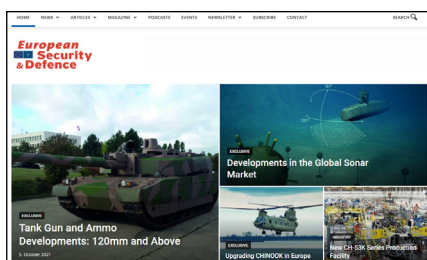 HOME NEWS ARTICLES MAGAZINE PODCASTS EVENTS NEWSLETTER SUBSCRIBE CONTACT SEARCH
European
Security
&Defence
EXCLUSIVE
Tank Gun and Ammo
Developments: 120mm and Above
5. October 2021
EXCLUSIVE
Developments in the Global Sonar
Market
EXCLUSIVE
Upgrading CHINOOK in Europe
INDUSTRY
New CH-53K Series Production
Facility